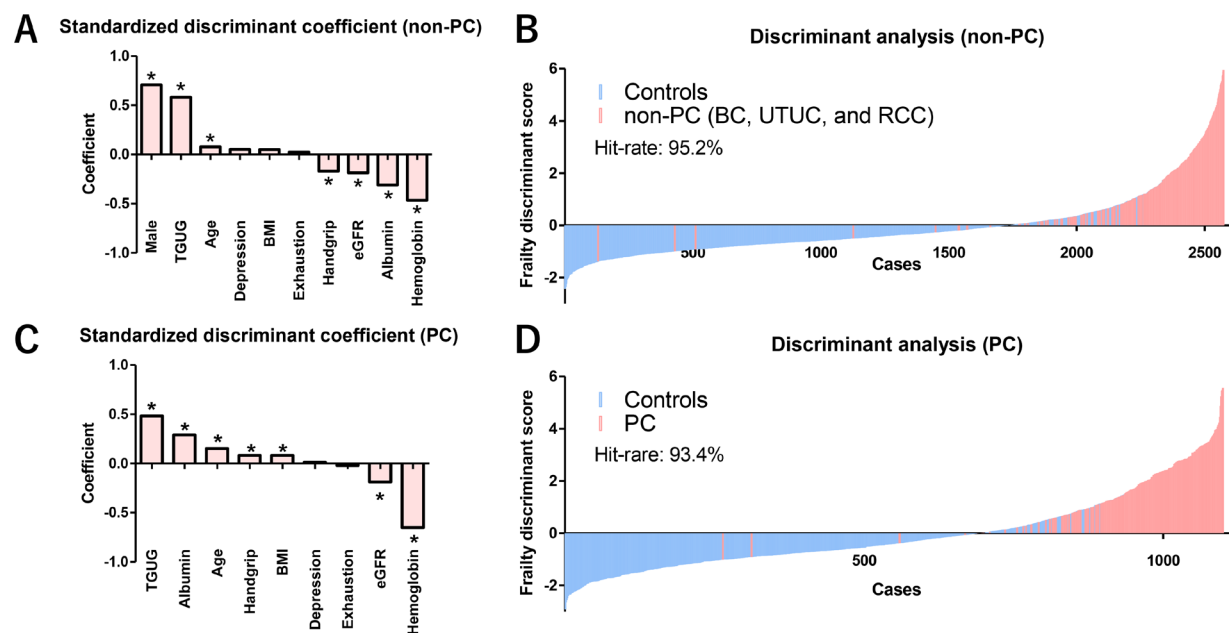 A
Standardized discriminant coefficient (non-PC)
Coefficient
1.0
0.5
0.0
-0.5
-1.0
*
*
*
*
*
*
*
Male
TGUG
Age
Depression
BMI
Exhaustion
Handgrip
eGFR
Albumin
Hemoglobin
B
Discriminant analysis (non-PC)
Frailty discriminant score
6
4
2
0
-2
Controls
non-PC (BC, UTUC, and RCC)
Hit-rate: 95.2%
500
1000
1500
2000
2500
Cases
C
Standardized discriminant coefficient (PC)
Coefficient
1.0
0.5
0.0
-0.5
-1.0
*
*
*
*
*
*
*
TGUG
Albumin
Age
Handgrip
BMI
Depression
Exhaustion
eGFR
Hemoglobin
D
Discriminant analysis (PC)
Frailty discriminant score
6
4
2
0
-2
Controls
PC
Hit-rare: 93.4%
500
1000
Cases